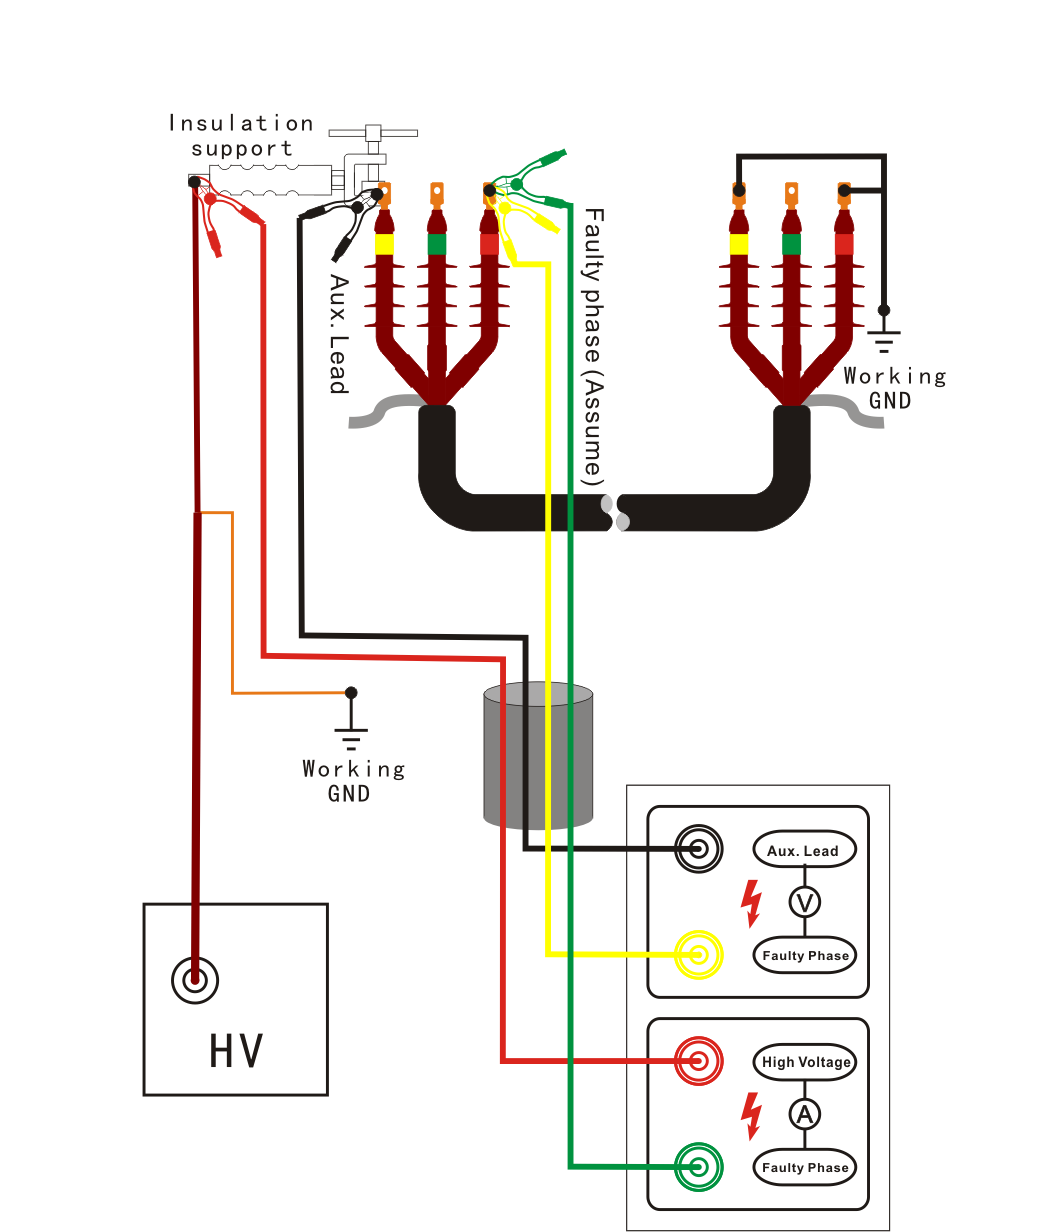 Insulation
support
Aux. Lead
Faulty phase (Assume)
Working
GND
Working
GND
HV
Aux. Lead
V
Faulty Phase
High Voltage
A
Faulty Phase